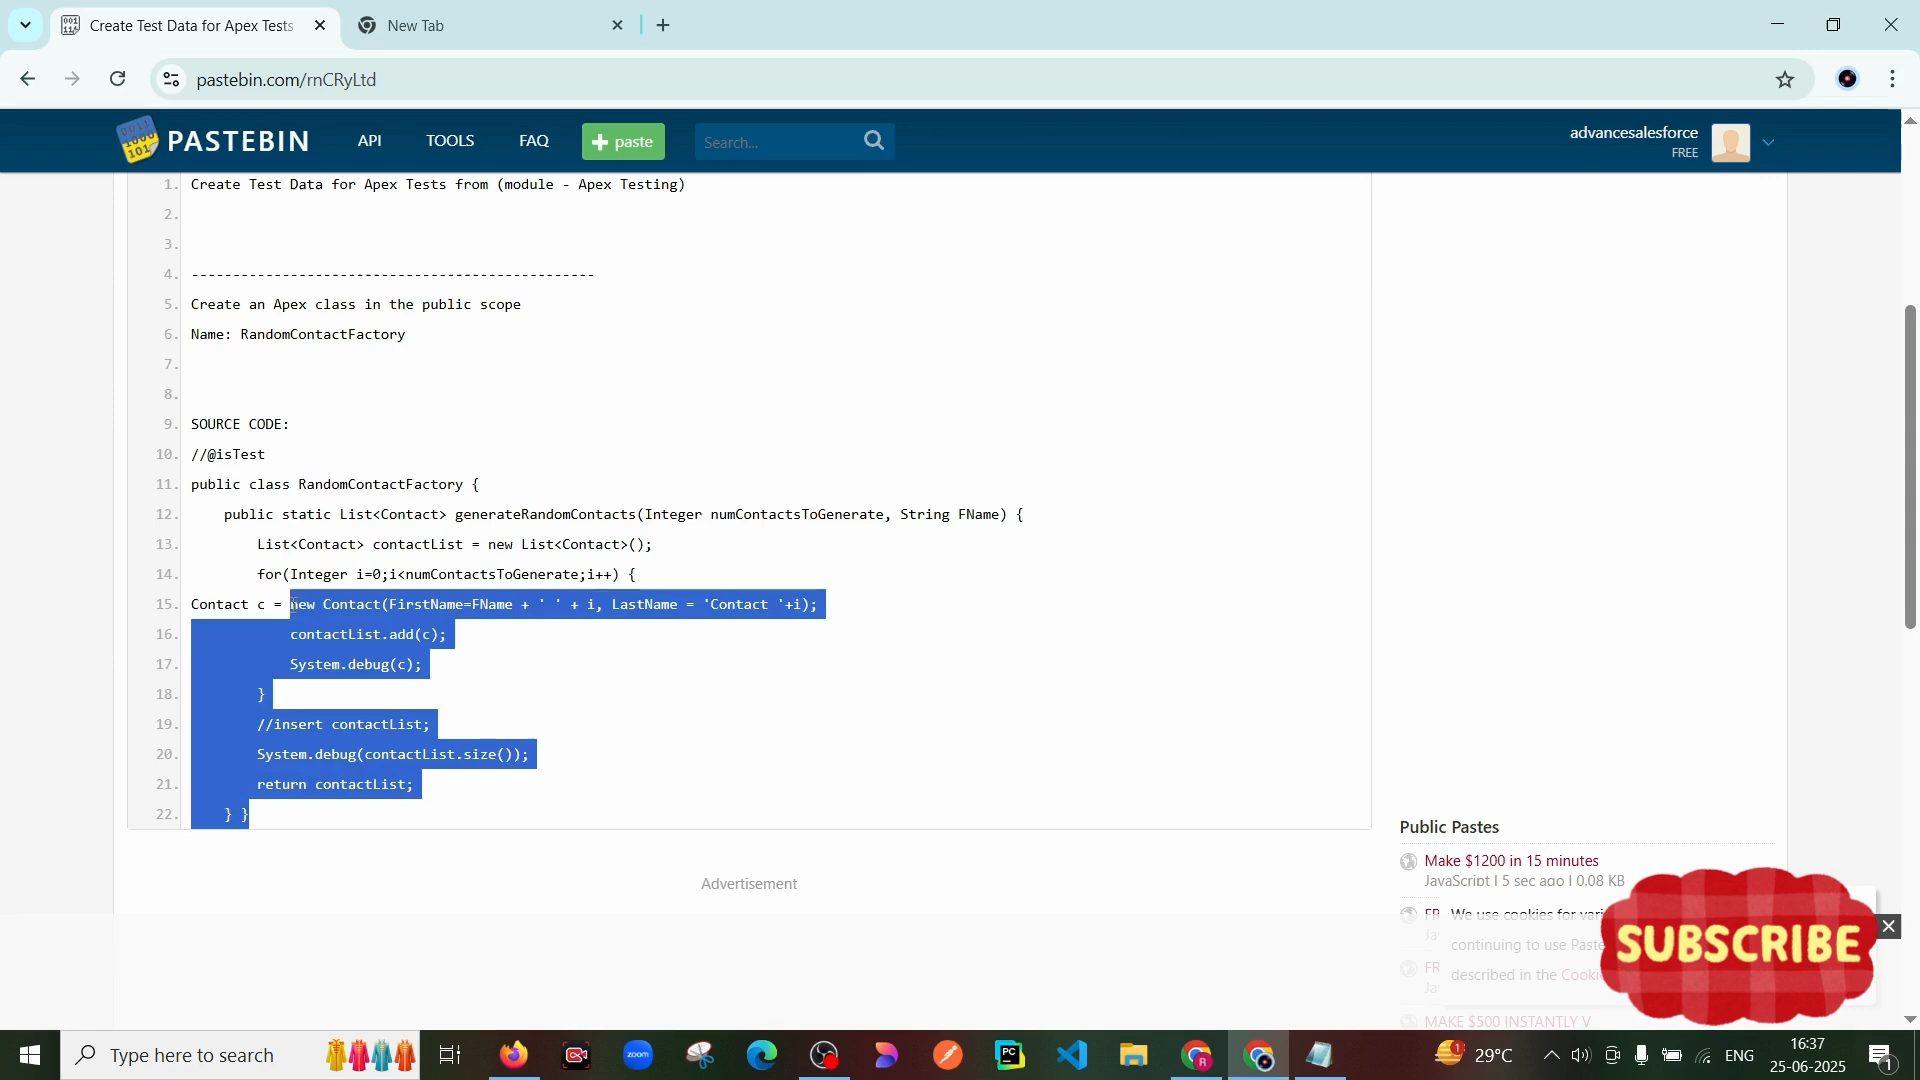 Create Test Data for Apex Tests
New Tab
pastebin.com/rnCRyLtd
PASTEBIN
API
TOOLS
FAQ
paste
Search...
advancesalesforce
FREE
1. Create Test Data for Apex Tests from (module - Apex Testing)
2.
3.
4. -------------------------------------------------
5. Create an Apex class in the public scope
6. Name: RandomContactFactory
7.
8.
9. SOURCE CODE:
10. //@isTest
11. public class RandomContactFactory {
12. public static List<Contact> generateRandomContacts(Integer numContactsToGenerate, String FName) {
13. List<Contact> contactList = new List<Contact>();
14. for(Integer i=0;i<numContactsToGenerate;i++) {
15. Contact c = new Contact(FirstName=FName + ' ' + i, LastName = 'Contact '+i);
16. contactList.add(c);
17. System.debug(c);
18. }
19. //insert contactList;
20. System.debug(contactList.size());
21. return contactList;
22. } }
Advertisement
Public Pastes
Make $1200 in 15 minutes
JavaScript | 5 sec ago | 0.08 KB
We use cookies for
continuing to use
described in the
MAKE $500 INSTANTLY V
SUBSCRIBE
Type here to search
zoom
PC
29°C
ENG
16:37
25-06-2025
1